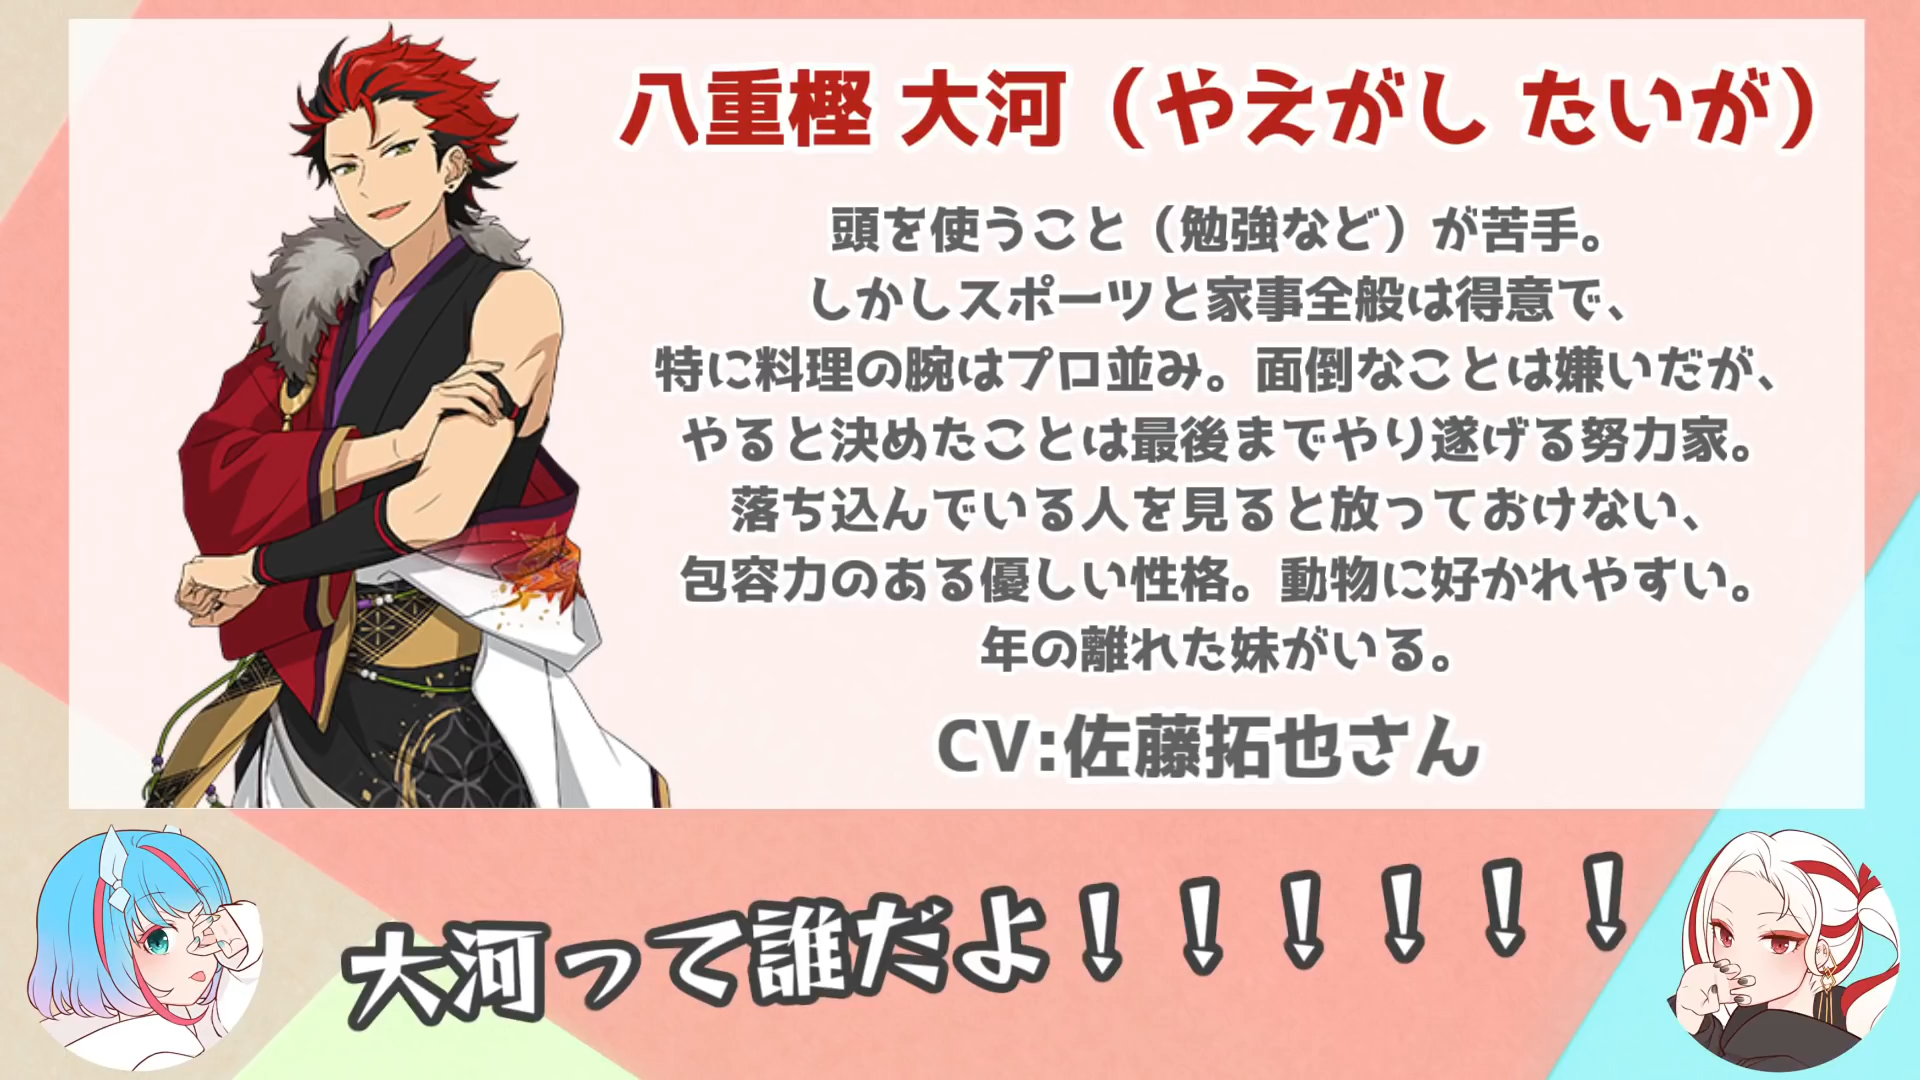 八重樫 大河（やえがし たいが）
頭を使うこと（勉強など）が苦手。
しかしスポーツと家事全般は得意で、
特に料理の腕はプロ並み。面倒なことは嫌いだが、
やると決めたことは最後までやり遂げる努力家。
落ち込んでいる人を見ると放っておけない、
包容力のある優しい性格。動物に好かれやすい。
年の離れた妹がいる。
CV:佐藤拓也さん
大河って誰だよ！！！！！！